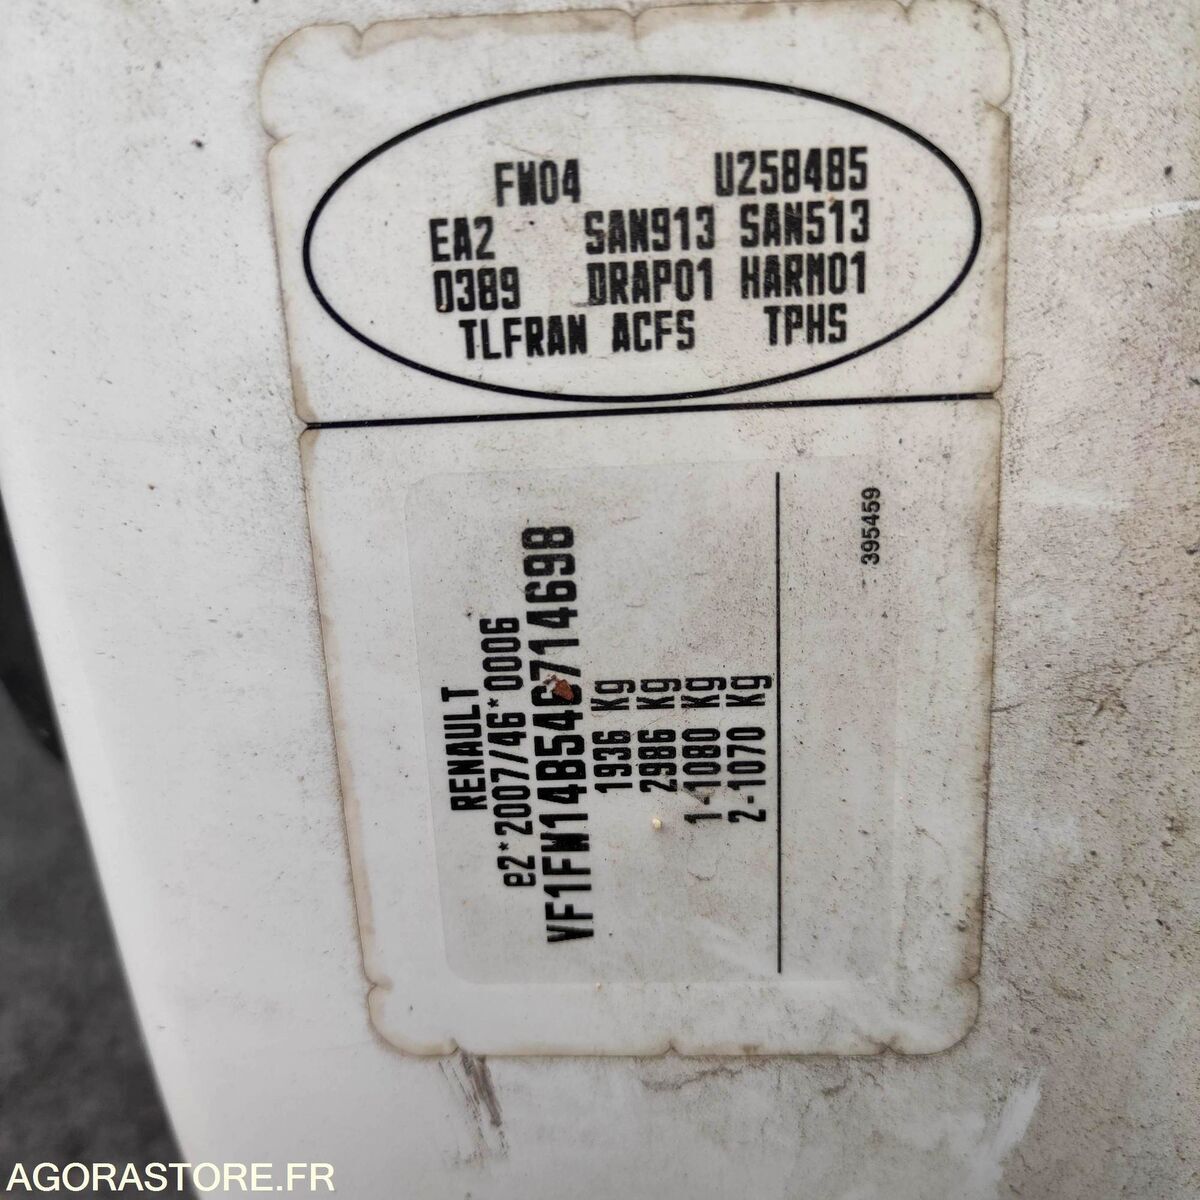 FW04 U258485
EA2 SAN913 SAN513
0389 DRAP01 HARM01
TLFRAN ACFS TPHS
RENAULT
e2*2007/46*0006
VF1FW14B54C714698
1936 Kg
2986 Kg
1-1080 Kg
2-1070 Kg
395459
AGORASTORE.FR